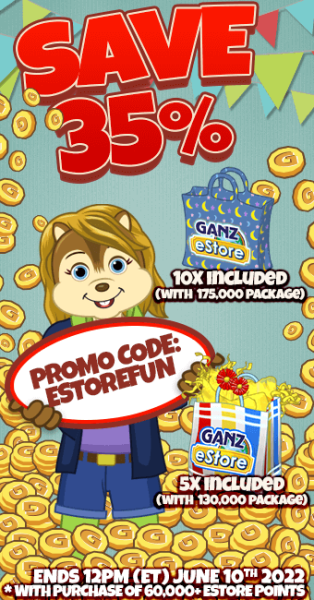 SAVE
35%
GANZ
eStore
10X INCLUDED
(WITH 175,000 PACKAGE)
PROMO CODE:
ESTOREFUN
GANZ
eStore
5X INCLUDED
(WITH 130,000 PACKAGE)
ENDS 12PM (ET) JUNE 10TH 2022
* WITH PURCHASE OF 60,000+ ESTORE POINTS